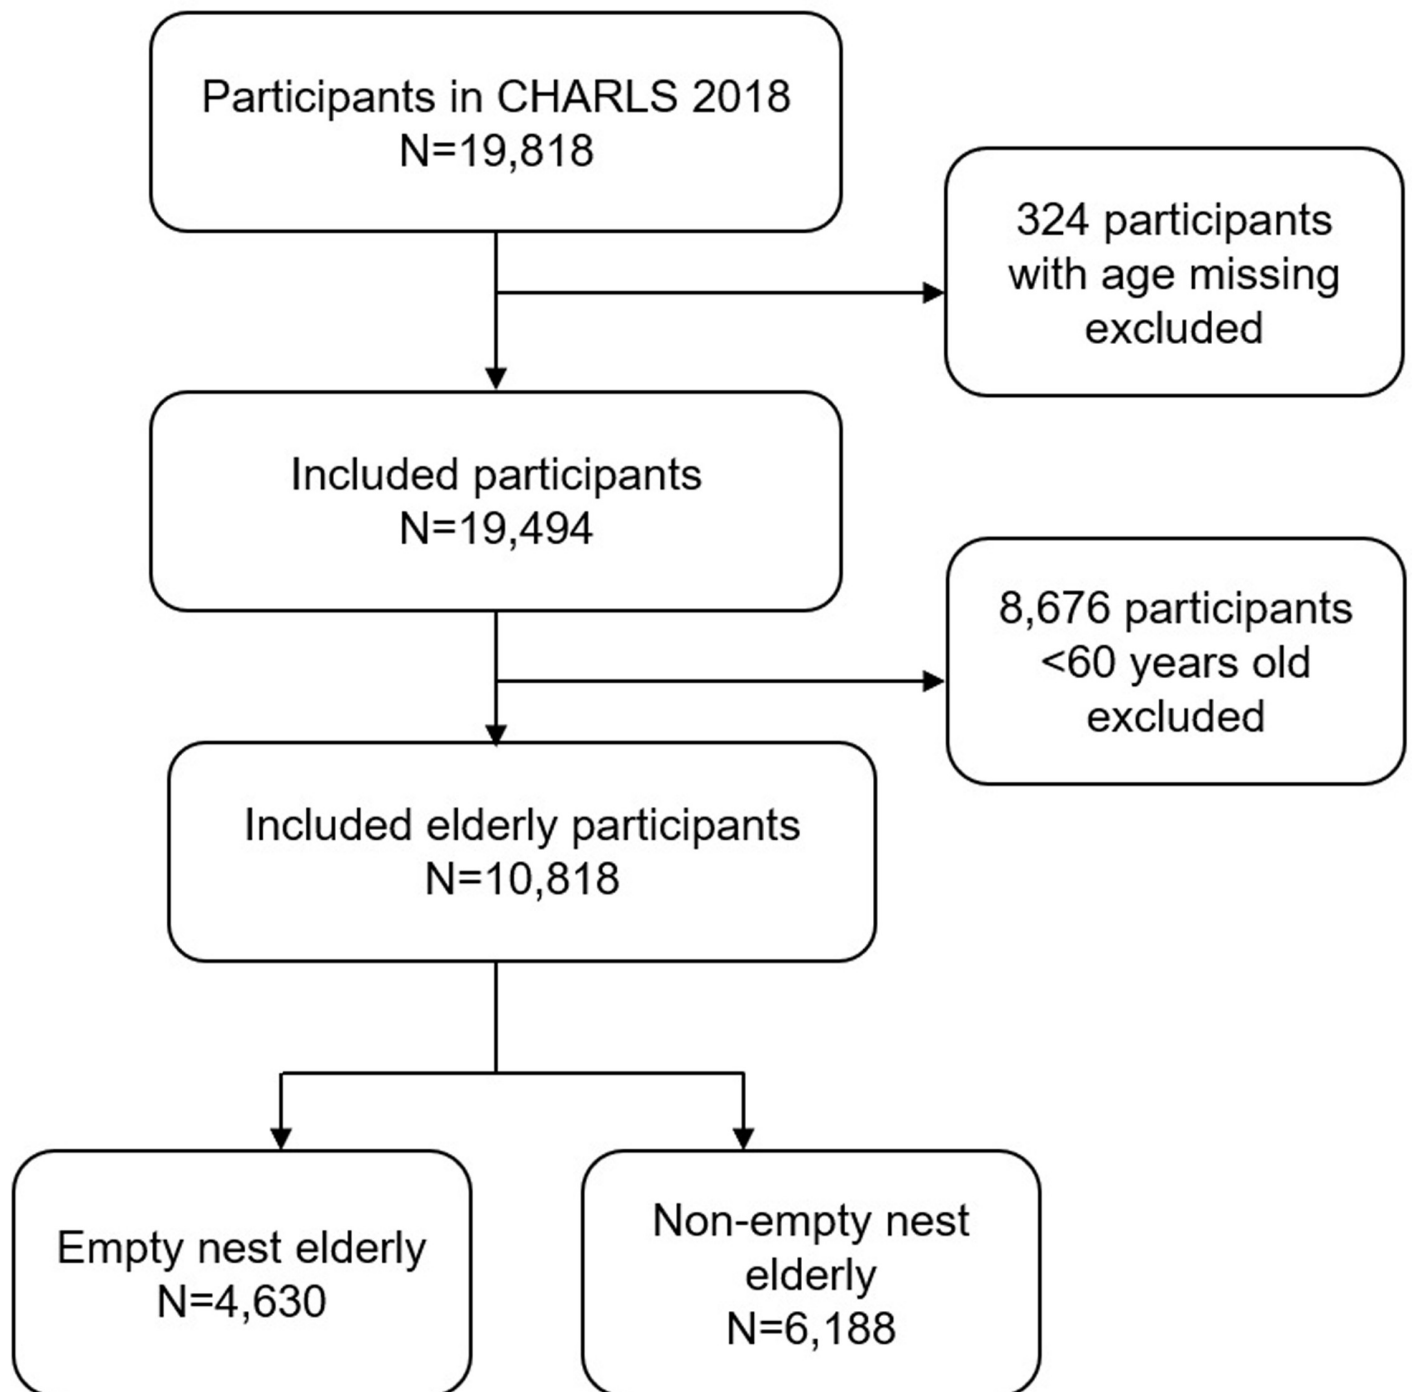 Participants in CHARLS 2018
N=19,818
324 participants
with age missing
excluded
Included participants
N=19,494
8,676 participants
<60 years old
excluded
Included elderly participants
N=10,818
Empty nest elderly
N=4,630
Non-empty nest
elderly
N=6,188